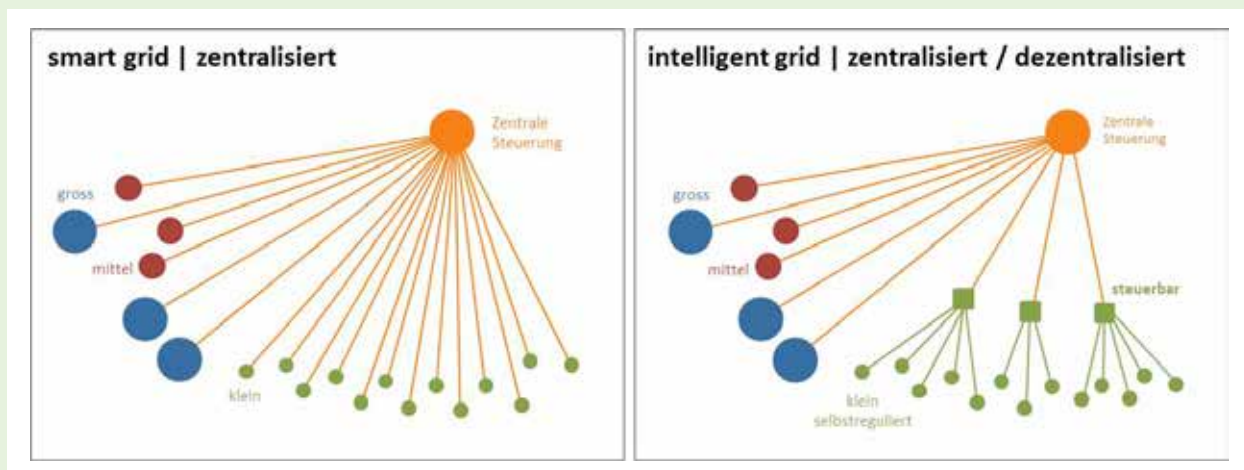 smart grid | zentralisiert
Zentrale
Steuerung
gross
mittel
klein
intelligent grid | zentralisiert / dezentralisiert
Zentrale
Steuerung
gross
mittel
steuerbar
klein
selbstreguliert